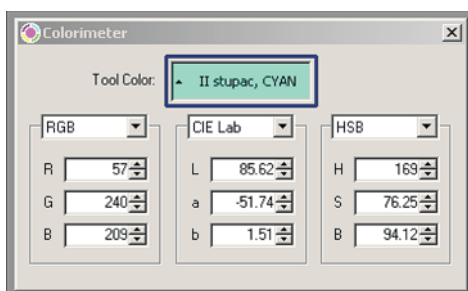 Colorimeter
Tool Color: II stupac, CYAN
RGB CIE Lab HSB
R 57 L 85.62 H 169
G 240 a -51.74 S 76.25
B 209 b 1.51 B 94.12